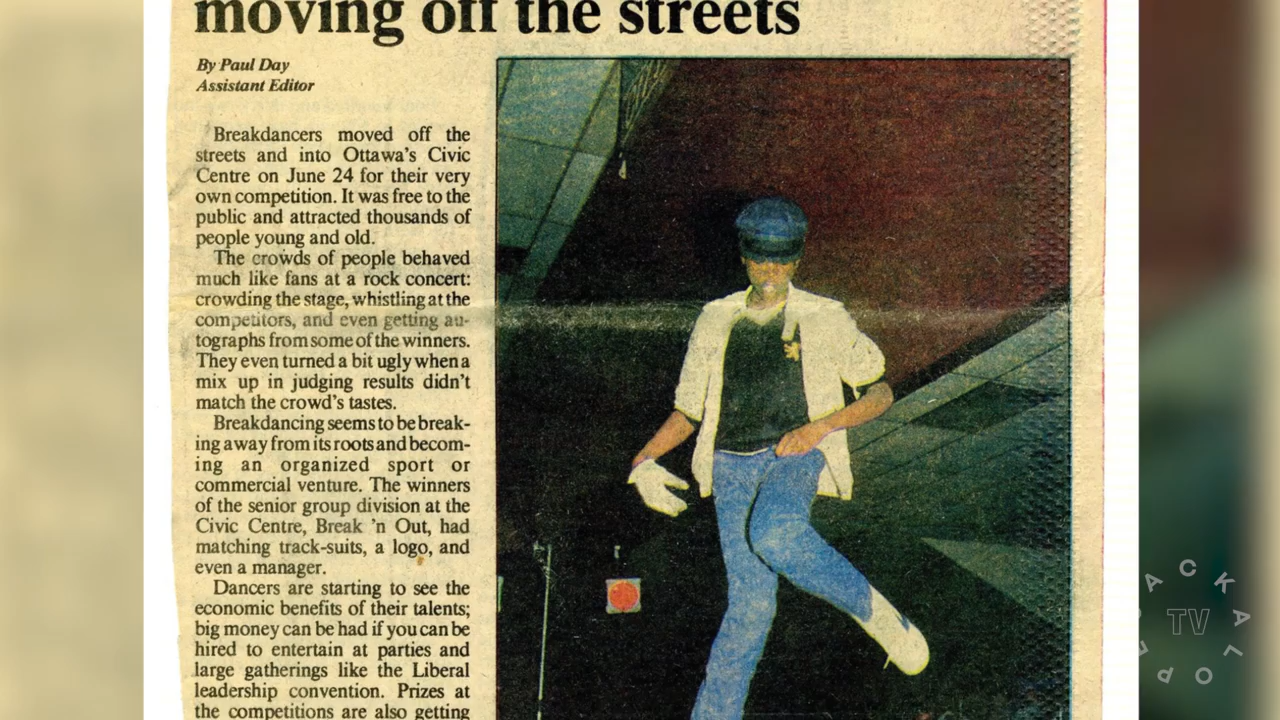 moving off the streets
By Paul Day
Assistant Editor
Breakdancers moved off the
streets and into Ottawa's Civic
Centre on June 24 for their very
own competition. It was free to the
public and attracted thousands of
people young and old.
The crowds of people behaved
much like fans at a rock concert:
crowding the stage, whistling at the
competitors, and even getting au-
tographs from some of the winners.
They even turned a bit ugly when a
mix up in judging results didn't
match the crowd's tastes.
Breakdancing seems to be break-
ing away from its roots and becom-
ing an organized sport or
commercial venture. The winners
of the senior group division at the
Civic Centre, Break 'n Out, had
matching track-suits, a logo, and
even a manager.
Dancers are starting to see the
economic benefits of their talents;
big money can be had if you can be
hired to entertain at parties and
large gatherings like the Liberal
leadership convention. Prizes at
the competitions are also getting
JACKALOPE
TV